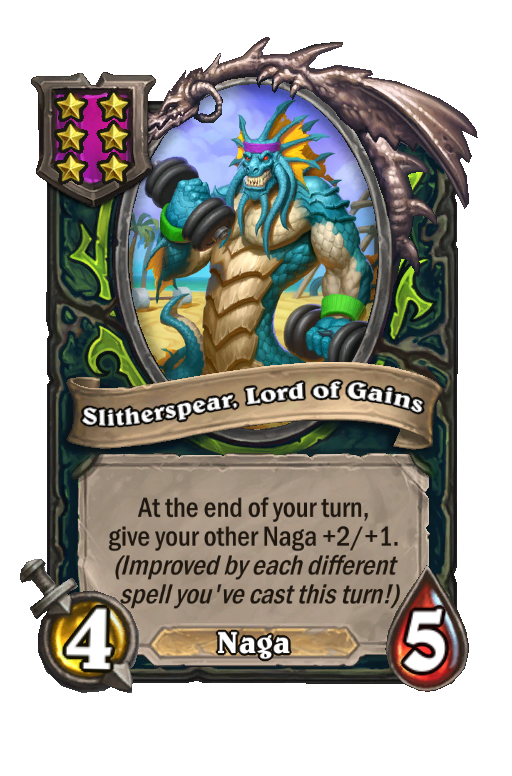 Slitherspear, Lord of Gains
At the end of your turn,
give your other Naga +2/+1.
(Improved by each different
spell you've cast this turn!)
4
Naga
5